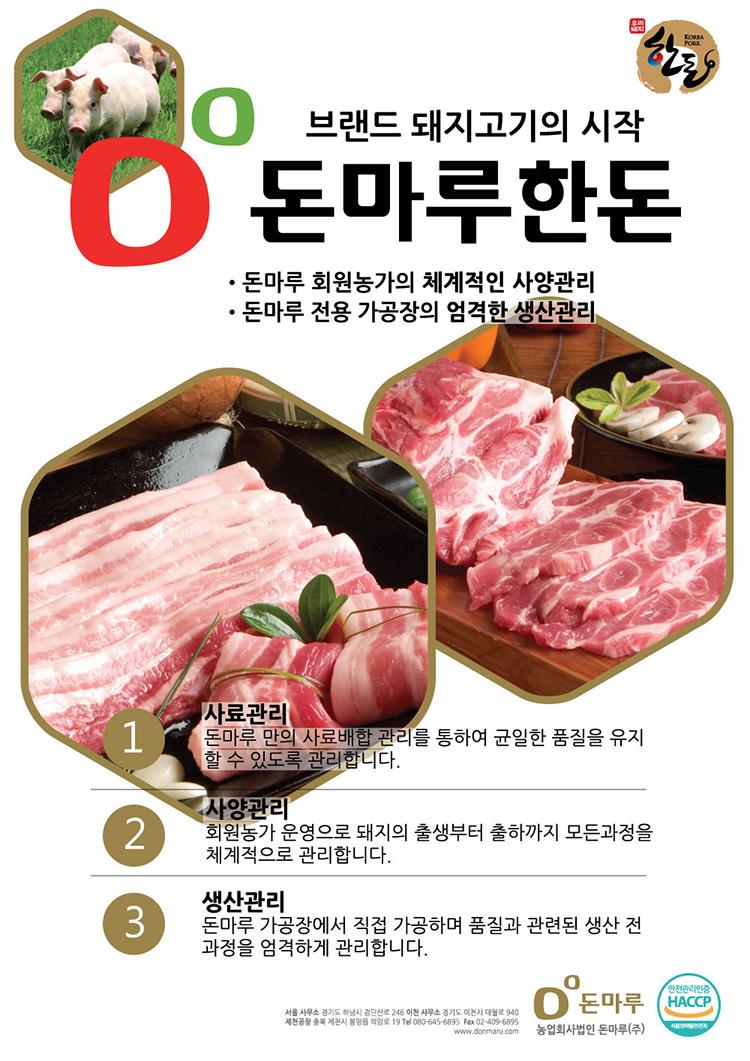 우리
돼지
한돈
KOREA
PORK
브랜드 돼지고기의 시작
돈마루한돈
• 돈마루 회원농가의 체계적인 사양관리
• 돈마루 전용 가공장의 엄격한 생산관리
1
사료관리
돈마루 만의 사료배합 관리를 통하여 균일한 품질을 유지
할 수 있도록 관리합니다.
2
사양관리
회원농가 운영으로 돼지의 출생부터 출하까지 모든과정을
체계적으로 관리합니다.
3
생산관리
돈마루 가공장에서 직접 가공하며 품질과 관련된 생산 전
과정을 엄격하게 관리합니다.
서울 사무소 경기도 하남시 검단산로 246 이천 사무소 경기도 이천시 대월로 940
제천공장 충북 제천시 봉양읍 의암로 19 Tel 080-645-6895 Fax 02-409-6895
www.donmaru.com
돈마루
농업회사법인 돈마루(주)
안전관리인증
HACCP
식품의약품안전처